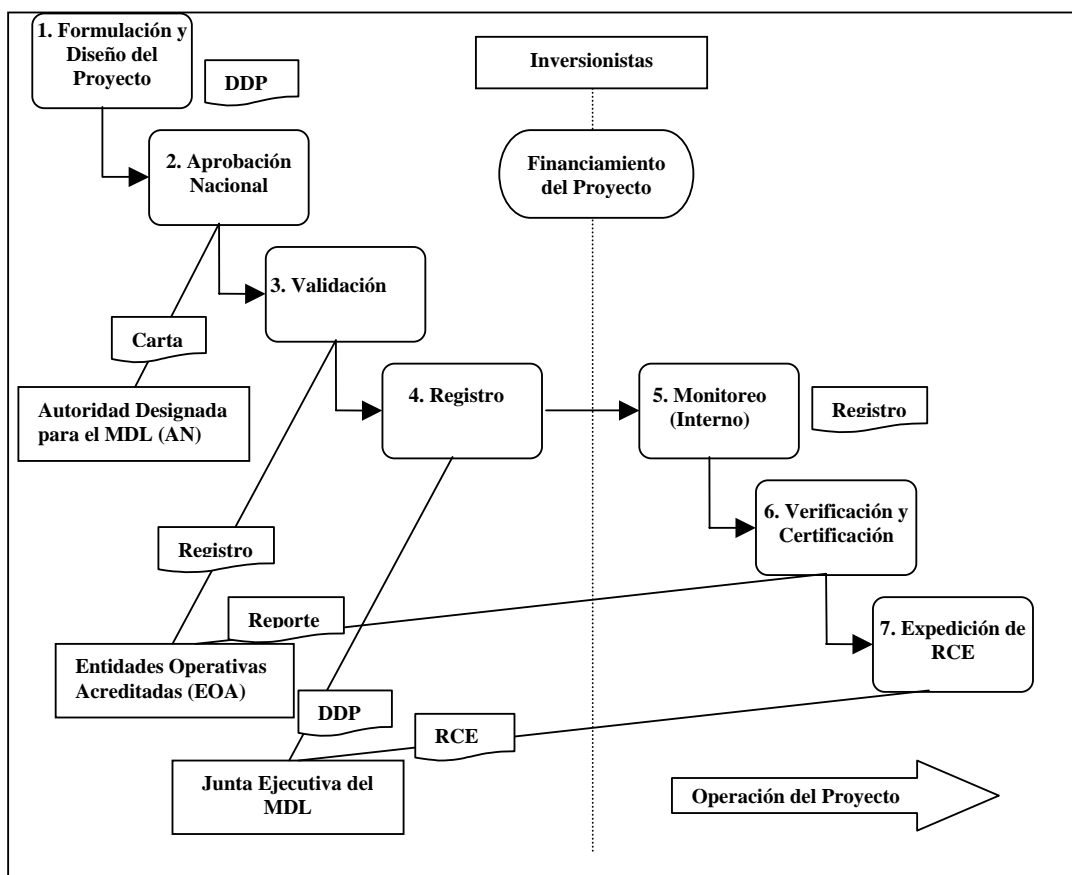 1. Formulación y
Diseño del
Proyecto
DDP
Inversionistas
2. Aprobación
Nacional
Financiamiento
del Proyecto
3. Validación
Carta
Autoridad Designada
para el MDL (AN)
4. Registro
5. Monitoreo
(Interno)
Registro
6. Verificación y
Certificación
Registro
Reporte
7. Expedición de
RCE
Entidades Operativas
Acreditadas (EOA)
DDP
RCE
Junta Ejecutiva del
MDL
Operación del Proyecto